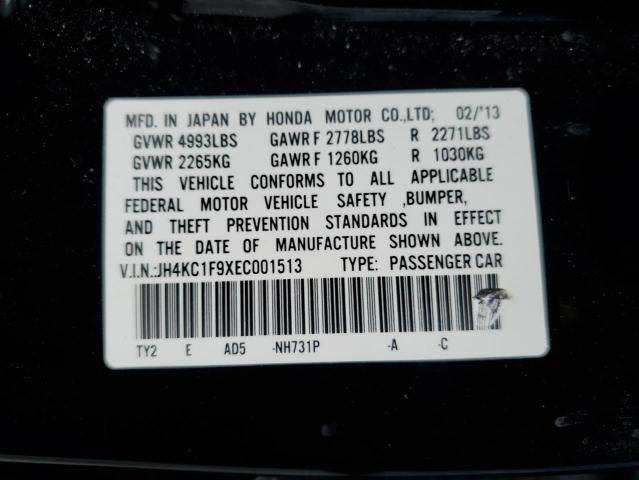 MFD. IN JAPAN BY HONDA MOTOR CO.,LTD; 02/'13
GVWR 4993LBS GAWR F 2778LBS R 2271LBS
GVWR 2265KG GAWR F 1260KG R 1030KG
THIS VEHICLE CONFORMS TO ALL APPLICABLE
FEDERAL MOTOR VEHICLE SAFETY ,BUMPER,
AND THEFT PREVENTION STANDARDS IN EFFECT
ON THE DATE OF MANUFACTURE SHOWN ABOVE.
V.I.N.:JH4KC1F9XEC001513 TYPE: PASSENGER CAR
TY2 E AD5 -NH731P -A -C